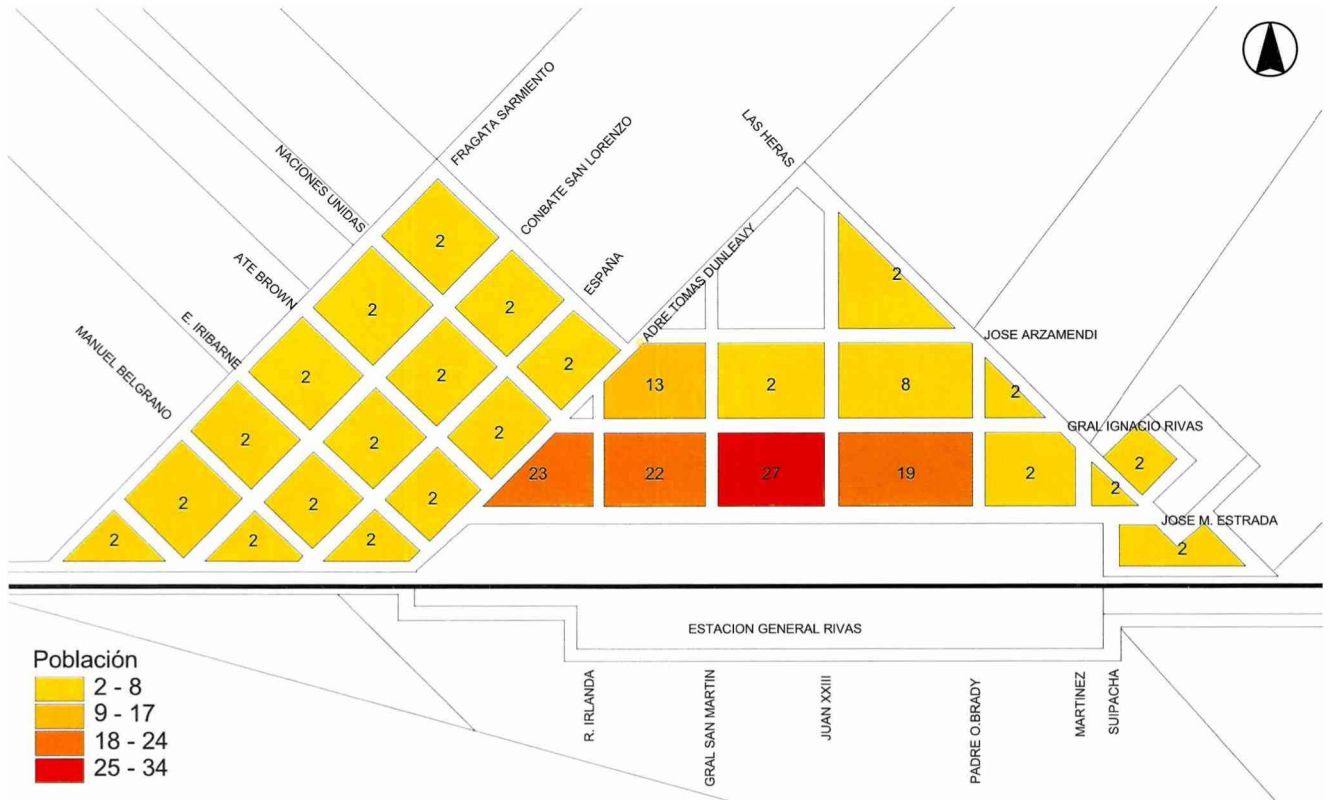 FRAGATA SARMIENTO
CONBATE SAN LORENZO
LAS HERAS
NACIONES UNIDAS
ESPAÑA
ADRE TOMAS DUNLEAVY
ATE BROWN
E. IRIBARNE
MANUEL BELGRANO
JOSE ARZAMENDI
GRAL IGNACIO RIVAS
JOSE M. ESTRADA
2
2
2
2
2
2
2
2
2
13
2
8
2
2
2
2
23
22
27
19
2
2
2
2
2
2
2
2
2
2
ESTACION GENERAL RIVAS
R. IRLANDA
GRAL SAN MARTIN
JUAN XXIII
PADRE O.BRADY
MARTINEZ
SUIPACHA
Población
2 - 8
9 - 17
18 - 24
25 - 34